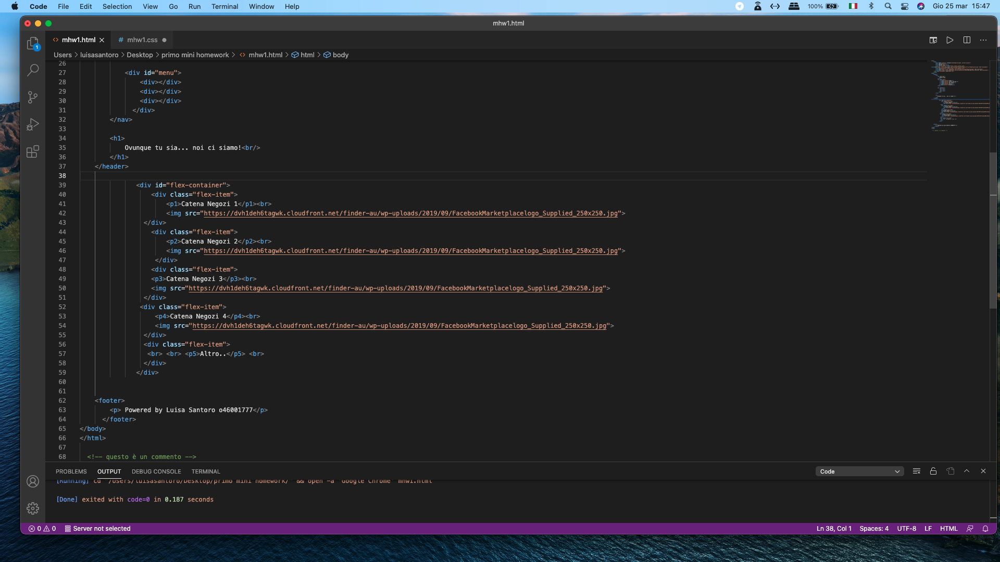 Code File Edit Selection View Go Run Terminal Window Help 100% Gio 25 mar 15:47
mhw1.html
1
<> mhw1.html × # mhw1.css ●
Users > luisasantoro > Desktop > primo mini homework > <> mhw1.html > html > body
26
27 <div id="menu">
28 <div></div>
29 <div></div>
30 <div></div>
31 </div>
32 </nav>
33
34 <h1>
35 Ovunque tu sia... noi ci siamo!<br/>
36 </h1>
37 </header>
38
39 <div id="flex-container">
40 <div class="flex-item">
41 <p1>Catena Negozi 1</p1><br>
42 <img src="https://dvh1deh6tagwk.cloudfront.net/finder-au/wp-uploads/2019/09/FacebookMarketplacelogo_Supplied_250x250.jpg">
43 </div>
44 <div class="flex-item">
45 <p2>Catena Negozi 2</p2><br>
46 <img src="https://dvh1deh6tagwk.cloudfront.net/finder-au/wp-uploads/2019/09/FacebookMarketplacelogo_Supplied_250x250.jpg">
47 </div>
48 <div class="flex-item">
49 <p3>Catena Negozi 3</p3><br>
50 <img src="https://dvh1deh6tagwk.cloudfront.net/finder-au/wp-uploads/2019/09/FacebookMarketplacelogo_Supplied_250x250.jpg">
51 </div>
52 <div class="flex-item">
53 <p4>Catena Negozi 4</p4><br>
54 <img src="https://dvh1deh6tagwk.cloudfront.net/finder-au/wp-uploads/2019/09/FacebookMarketplacelogo_Supplied_250x250.jpg">
55 </div>
56 <div class="flex-item">
57 <br> <br> <p5>Altro..</p5> <br>
58 </div>
59 </div>
60
61
62 <footer>
63 <p> Powered by Luisa Santoro o46001777</p>
64 </footer>
65 </body>
66 </html>
67
68 <!-- questo è un commento -->
PROBLEMS OUTPUT DEBUG CONSOLE TERMINAL Code
[Running] cd "/Users/luisasantoro/Desktop/primo mini homework/" && open -a "Google Chrome" mhw1.html
[Done] exited with code=0 in 0.187 seconds
0 0 Server not selected Ln 38, Col 1 Spaces: 4 UTF-8 LF HTML